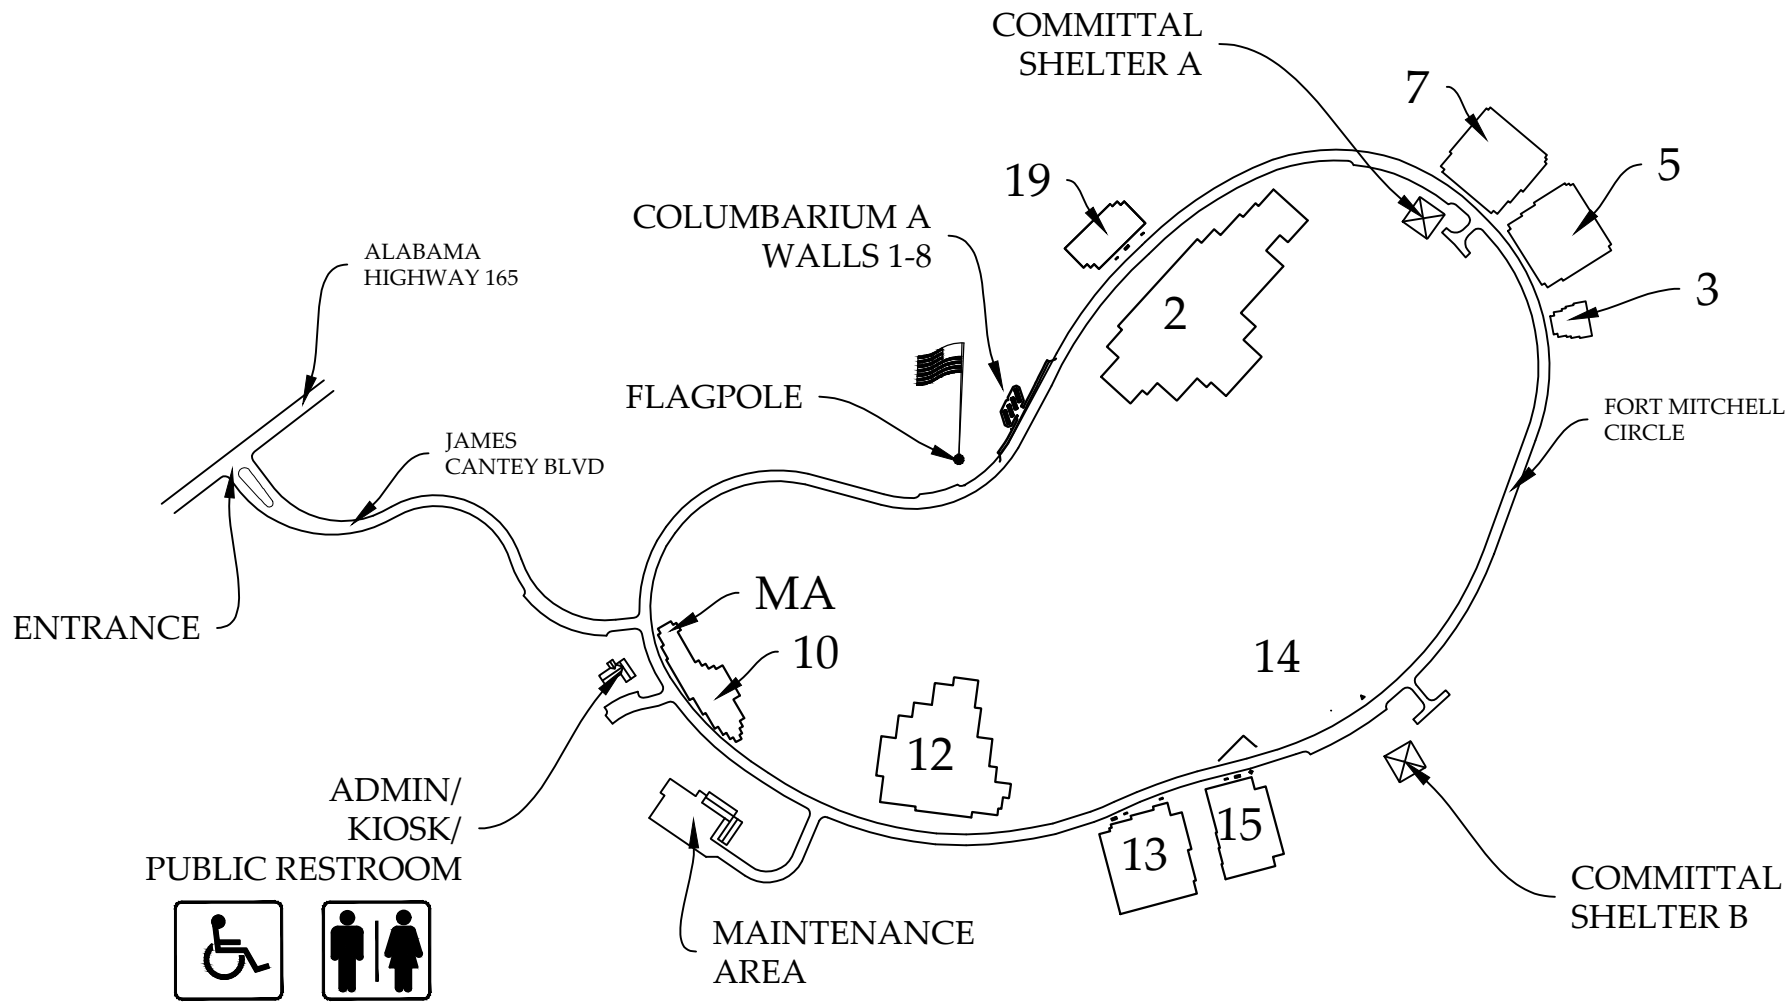 COMMITTAL
SHELTER A
7
5
19
COLUMBARIUM A
WALLS 1-8
ALABAMA
HIGHWAY 165
2
3
FLAGPOLE
FORT MITCHELL
CIRCLE
JAMES
CANTEY BLVD
ENTRANCE
MA
10
14
12
ADMIN/
KIOSK/
PUBLIC RESTROOM
13
15
COMMITTAL
SHELTER B
MAINTENANCE
AREA